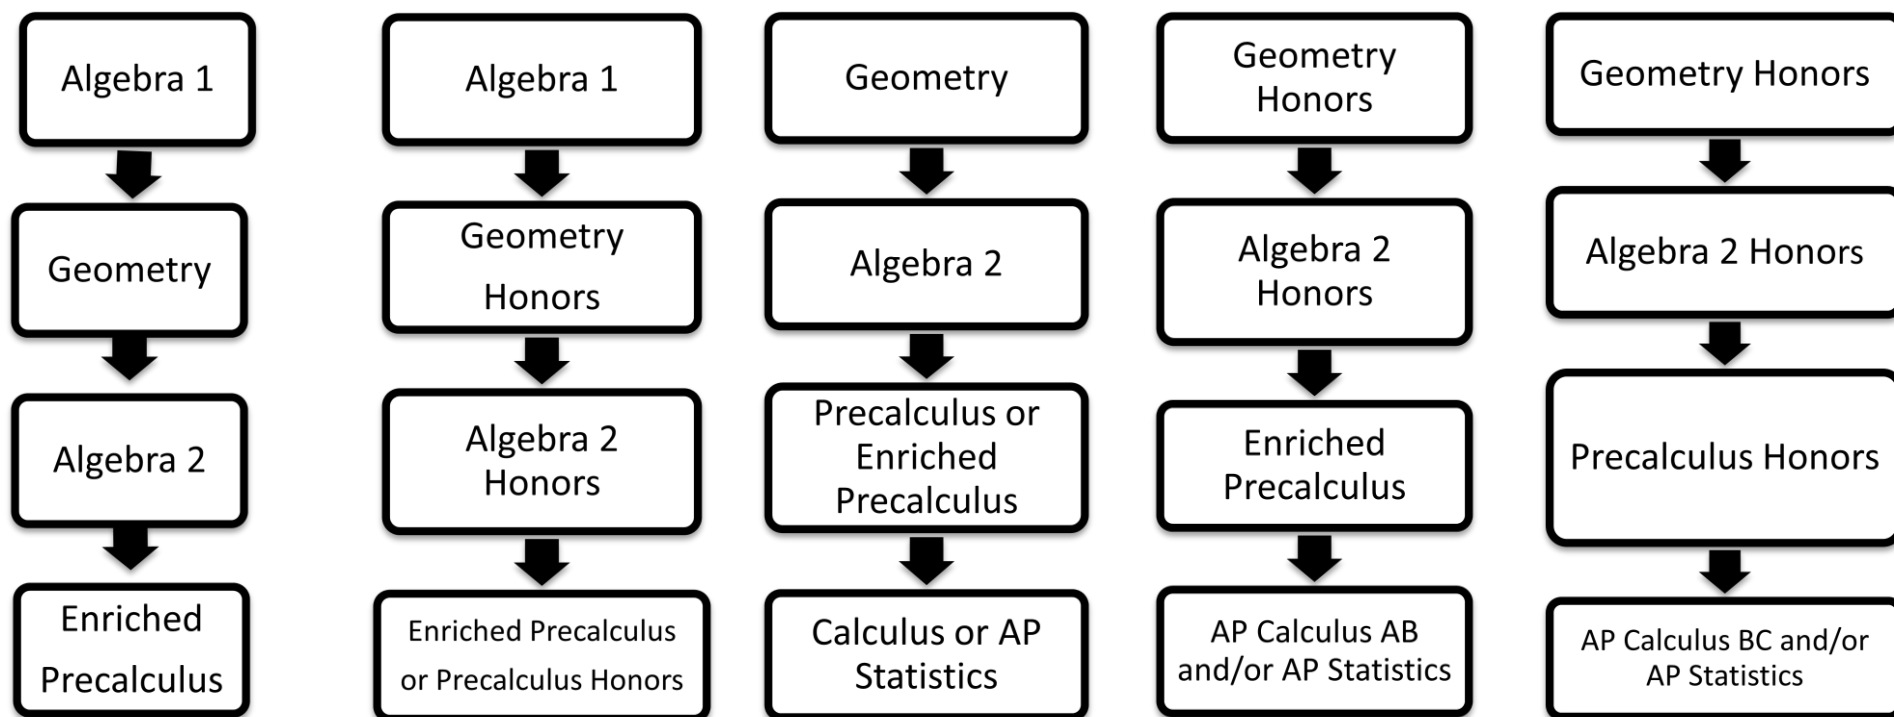 Algebra 1
Geometry
Algebra 2
Enriched
Precalculus
Algebra 1
Geometry
Honors
Algebra 2
Honors
Enriched Precalculus
or Precalculus Honors
Geometry
Algebra 2
Precalculus or
Enriched
Precalculus
Calculus or AP
Statistics
Geometry
Honors
Algebra 2
Honors
Enriched
Precalculus
AP Calculus AB
and/or AP Statistics
Geometry Honors
Algebra 2 Honors
Precalculus Honors
AP Calculus BC and/or
AP Statistics